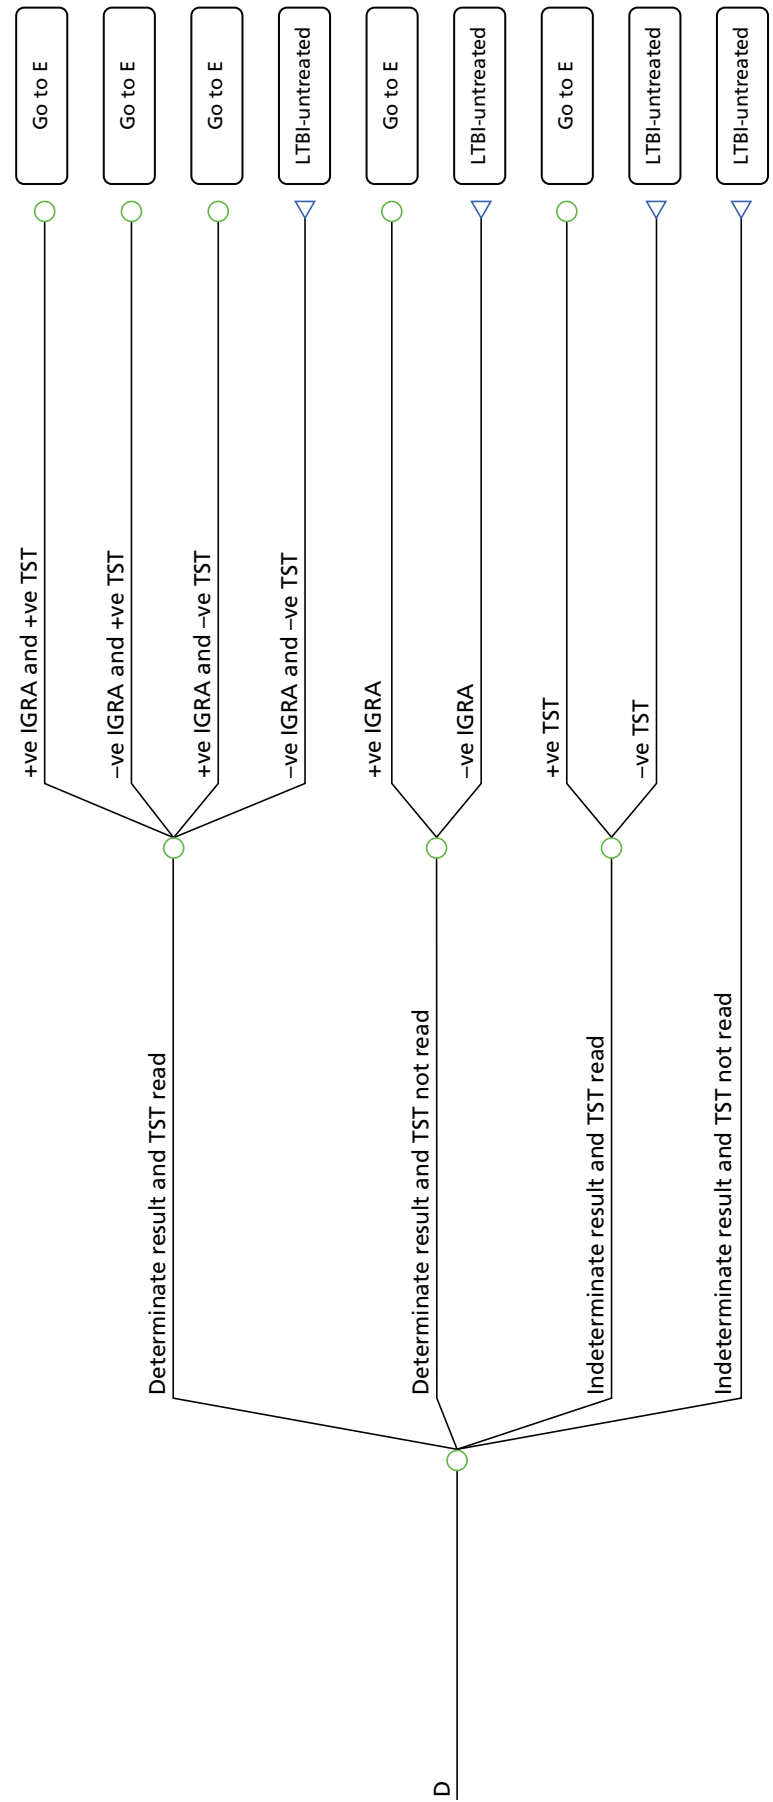 D
Determinate result and TST read
+ve IGRA and +ve TST
Go to E
–ve IGRA and +ve TST
Go to E
+ve IGRA and –ve TST
Go to E
–ve IGRA and –ve TST
LTBI-untreated
Determinate result and TST not read
+ve IGRA
Go to E
–ve IGRA
LTBI-untreated
Indeterminate result and TST read
+ve TST
Go to E
–ve TST
LTBI-untreated
Indeterminate result and TST not read
LTBI-untreated